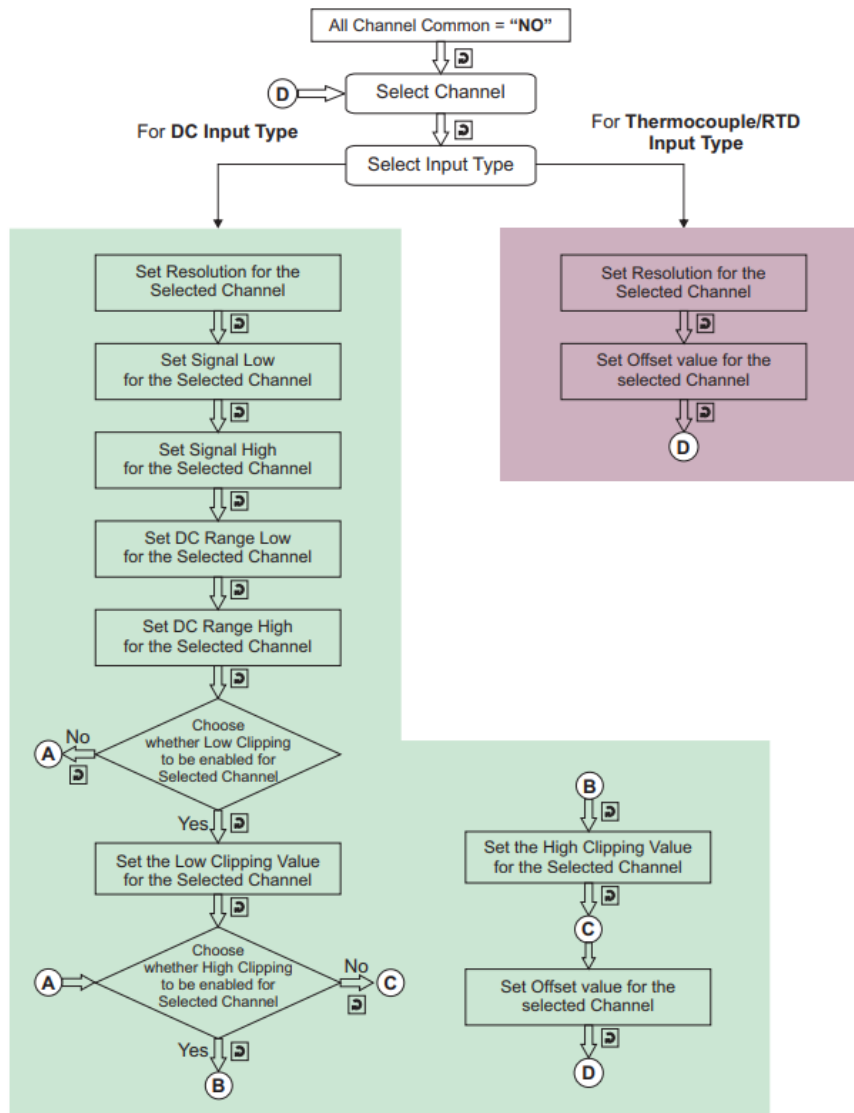 All Channel Common = “NO”
D
Select Channel
For DC Input Type
For Thermocouple/RTD
Input Type
Select Input Type
Set Resolution for the
Selected Channel
Set Signal Low
for the Selected Channel
Set Signal High
for the Selected Channel
Set DC Range Low
for the Selected Channel
Set DC Range High
for the Selected Channel
Choose
whether Low Clipping
to be enabled for
Selected Channel
No
A
Yes
Set the Low Clipping Value
for the Selected Channel
A
Choose
whether High Clipping
to be enabled for
Selected Channel
No
C
Yes
B
Set Resolution for the
Selected Channel
Set Offset value for the
selected Channel
D
B
Set the High Clipping Value
for the Selected Channel
C
Set Offset value for the
selected Channel
D